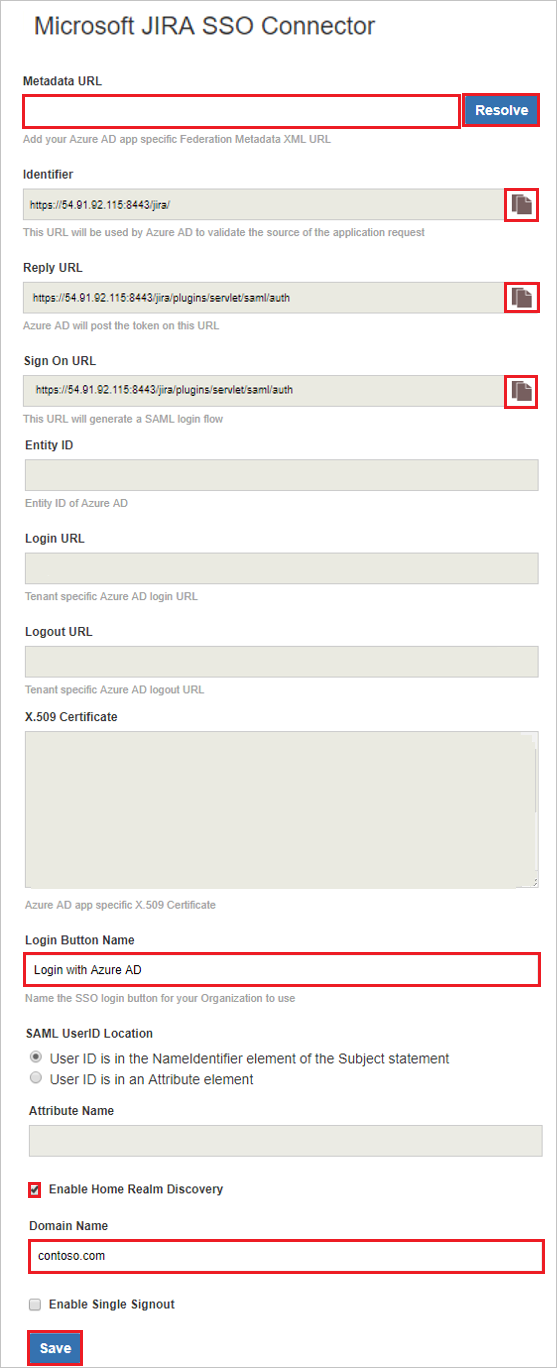 Microsoft JIRA SSO Connector
Metadata URL
Resolve
Add your Azure AD app specific Federation Metadata XML URL
Identifier
https://54.91.92.115:8443/jira/
This URL will be used by Azure AD to validate the source of the application request
Reply URL
https://54.91.92.115:8443/jira/plugins/servlet/saml/auth
Azure AD will post the token on this URL
Sign On URL
https://54.91.92.115:8443/jira/plugins/servlet/saml/auth
This URL will generate a SAML login flow
Entity ID
Entity ID of Azure AD
Login URL
Tenant specific Azure AD login URL
Logout URL
Tenant specific Azure AD logout URL
X.509 Certificate
Azure AD app specific X.509 Certificate
Login Button Name
Login with Azure AD
Name the SSO login button for your Organization to use
SAML UserID Location
User ID is in the NameIdentifier element of the Subject statement
User ID is in an Attribute element
Attribute Name
Enable Home Realm Discovery
Domain Name
contoso.com
Enable Single Signout
Save